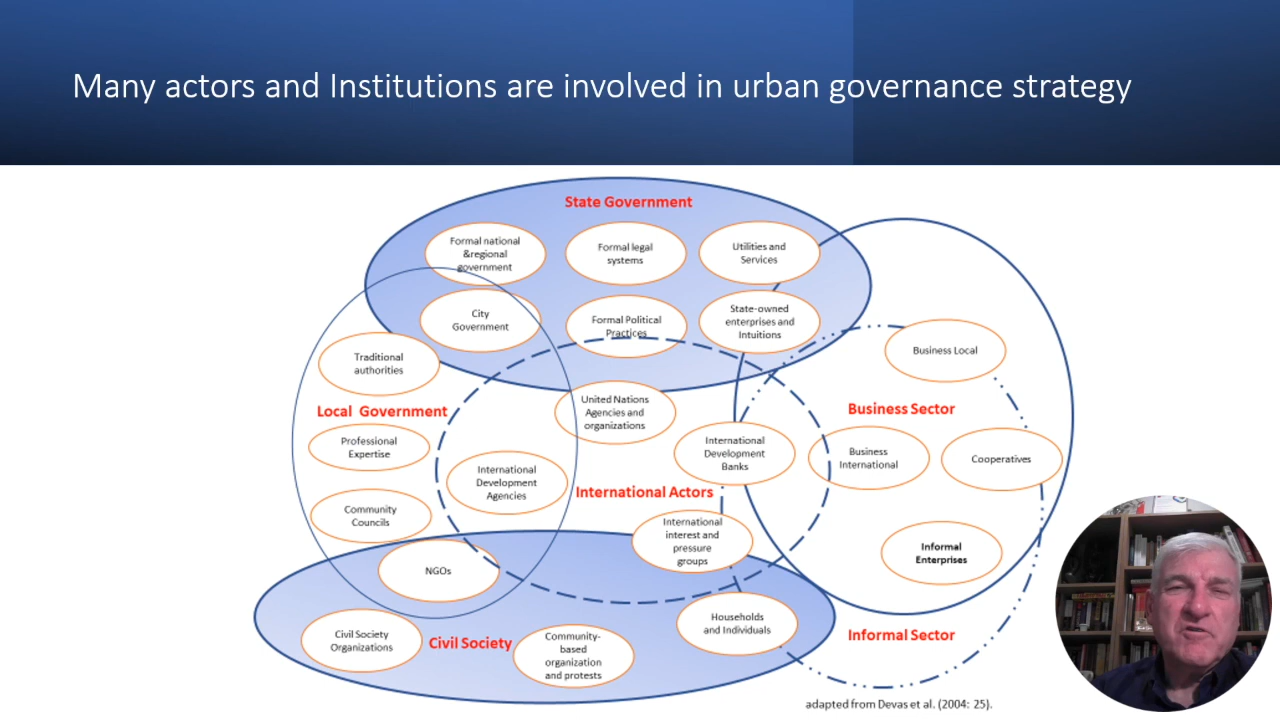 Many actors and Institutions are involved in urban governance strategy
State Government
Formal national
&regional
government
Formal legal
systems
Utilities and
Services
City
Government
Formal Political
Practices
State-owned
enterprises and
Intuitions
Traditional
authorities
Business Local
Local Government
United Nations
Agencies and
organizations
Business Sector
Professional
Expertise
International
Development
Banks
Business
International
Cooperatives
International
Development
Agencies
International Actors
Community
Councils
International
interest and
pressure
groups
Informal
Enterprises
NGOs
Households
and Individuals
Civil Society
Organizations
Civil Society
Community-
based
organization
and protests
Informal Sector
adapted from Devas et al. (2004: 25).